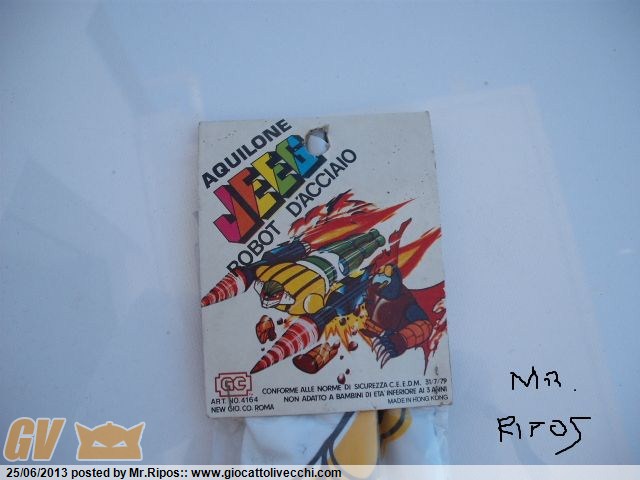 AQUILONE
JEEG
ROBOT D'ACCIAIO
GC
ART. NO. 4164
NEW GIO. CO. ROMA
CONFORME ALLE NORME DI SICUREZZA C.E. E D.M. 31/7/79
NON ADATTO A BAMBINI DI ETA INFERIORE AI 3 ANNI
MADE IN HONG KONG
MR.
RIPOS
GV
25/06/2013 posted by Mr.Ripos:: www.giocattolivecchi.com